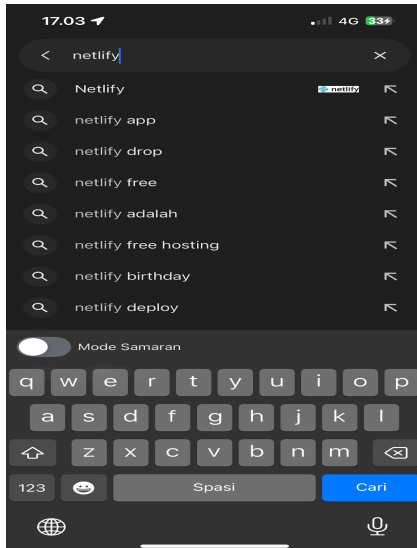 17.03
4G 33
netlify
Netlify netlify
netlify app
netlify drop
netlify free
netlify adalah
netlify free hosting
netlify birthday
netlify deploy
Mode Samaran
q w e r t y u i o p
a s d f g h j k l
z x c v b n m
123 Spasi Cari